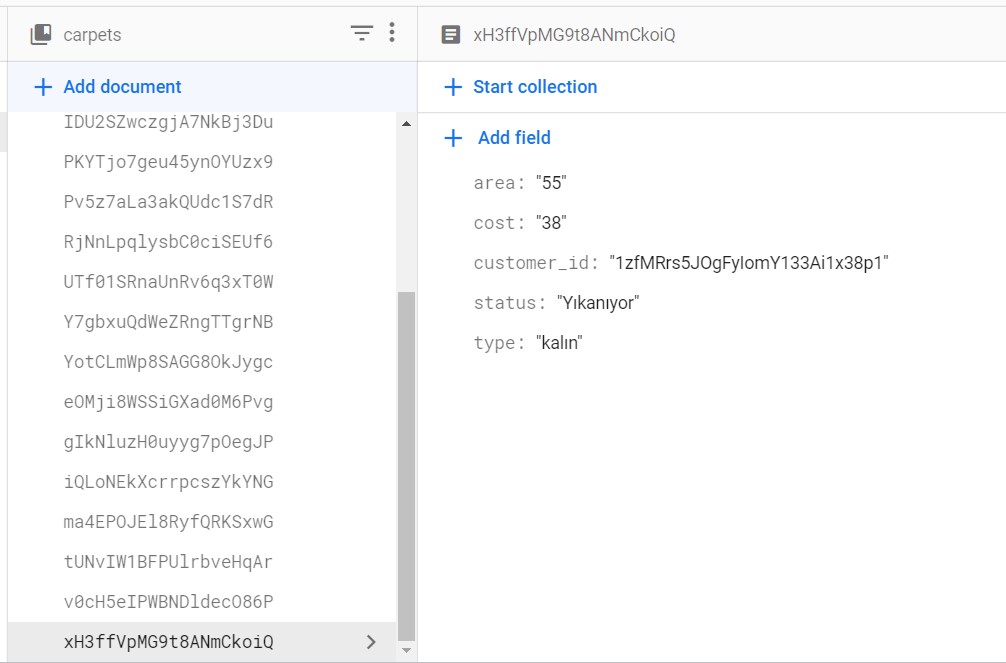 carpets
Add document
IDU2SZwczgjA7NkBj3Du
PKYTjo7geu45ynOYUzx9
Pv5z7aLa3akQUdc1S7dR
RjNnLpqlysbC0ciSEUf6
UTf01SRnaUnRv6q3xT0W
Y7gbxuQdWeZRngTTgrNB
YotCLmWp8SAGG8OkJygc
eOMji8WSSiGXad0M6Pvg
gIkNluzH0uyyg7pOegJP
iQLoNEkXcrrpcszYkYNG
ma4EPOJEl8RyfQRKSxwG
tUNvIW1BFPUlrbveHqAr
v0cH5eIPWBNDldecO86P
xH3ffVpMG9t8ANmCkoiQ
xH3ffVpMG9t8ANmCkoiQ
Start collection
Add field
area: "55"
cost: "38"
customer_id: "1zfMRrs5JOgFyIomY133Ai1x38p1"
status: "Yıkanıyor"
type: "kalın"